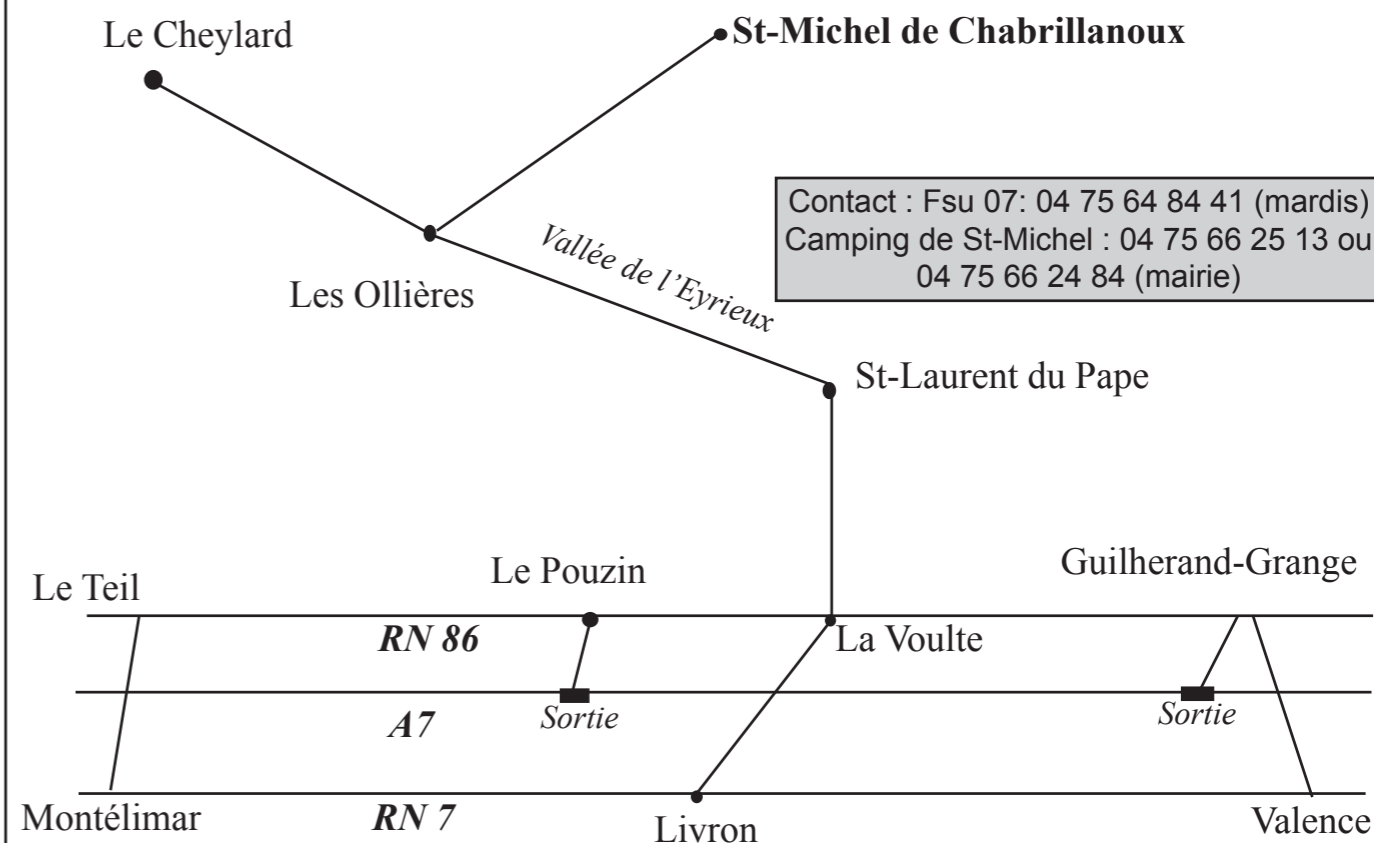 Le Cheylard
St-Michel de Chabrillanoux
Contact : Fsu 07: 04 75 64 84 41 (mardis)
Camping de St-Michel : 04 75 66 25 13 ou
04 75 66 24 84 (mairie)
Vallée de l'Eyrieux
Les Ollières
St-Laurent du Pape
Guilherand-Grange
Le Pouzin
Le Teil
RN 86
La Voulte
Sortie
Sortie
A7
Montélimar
RN 7
Livron
Valence